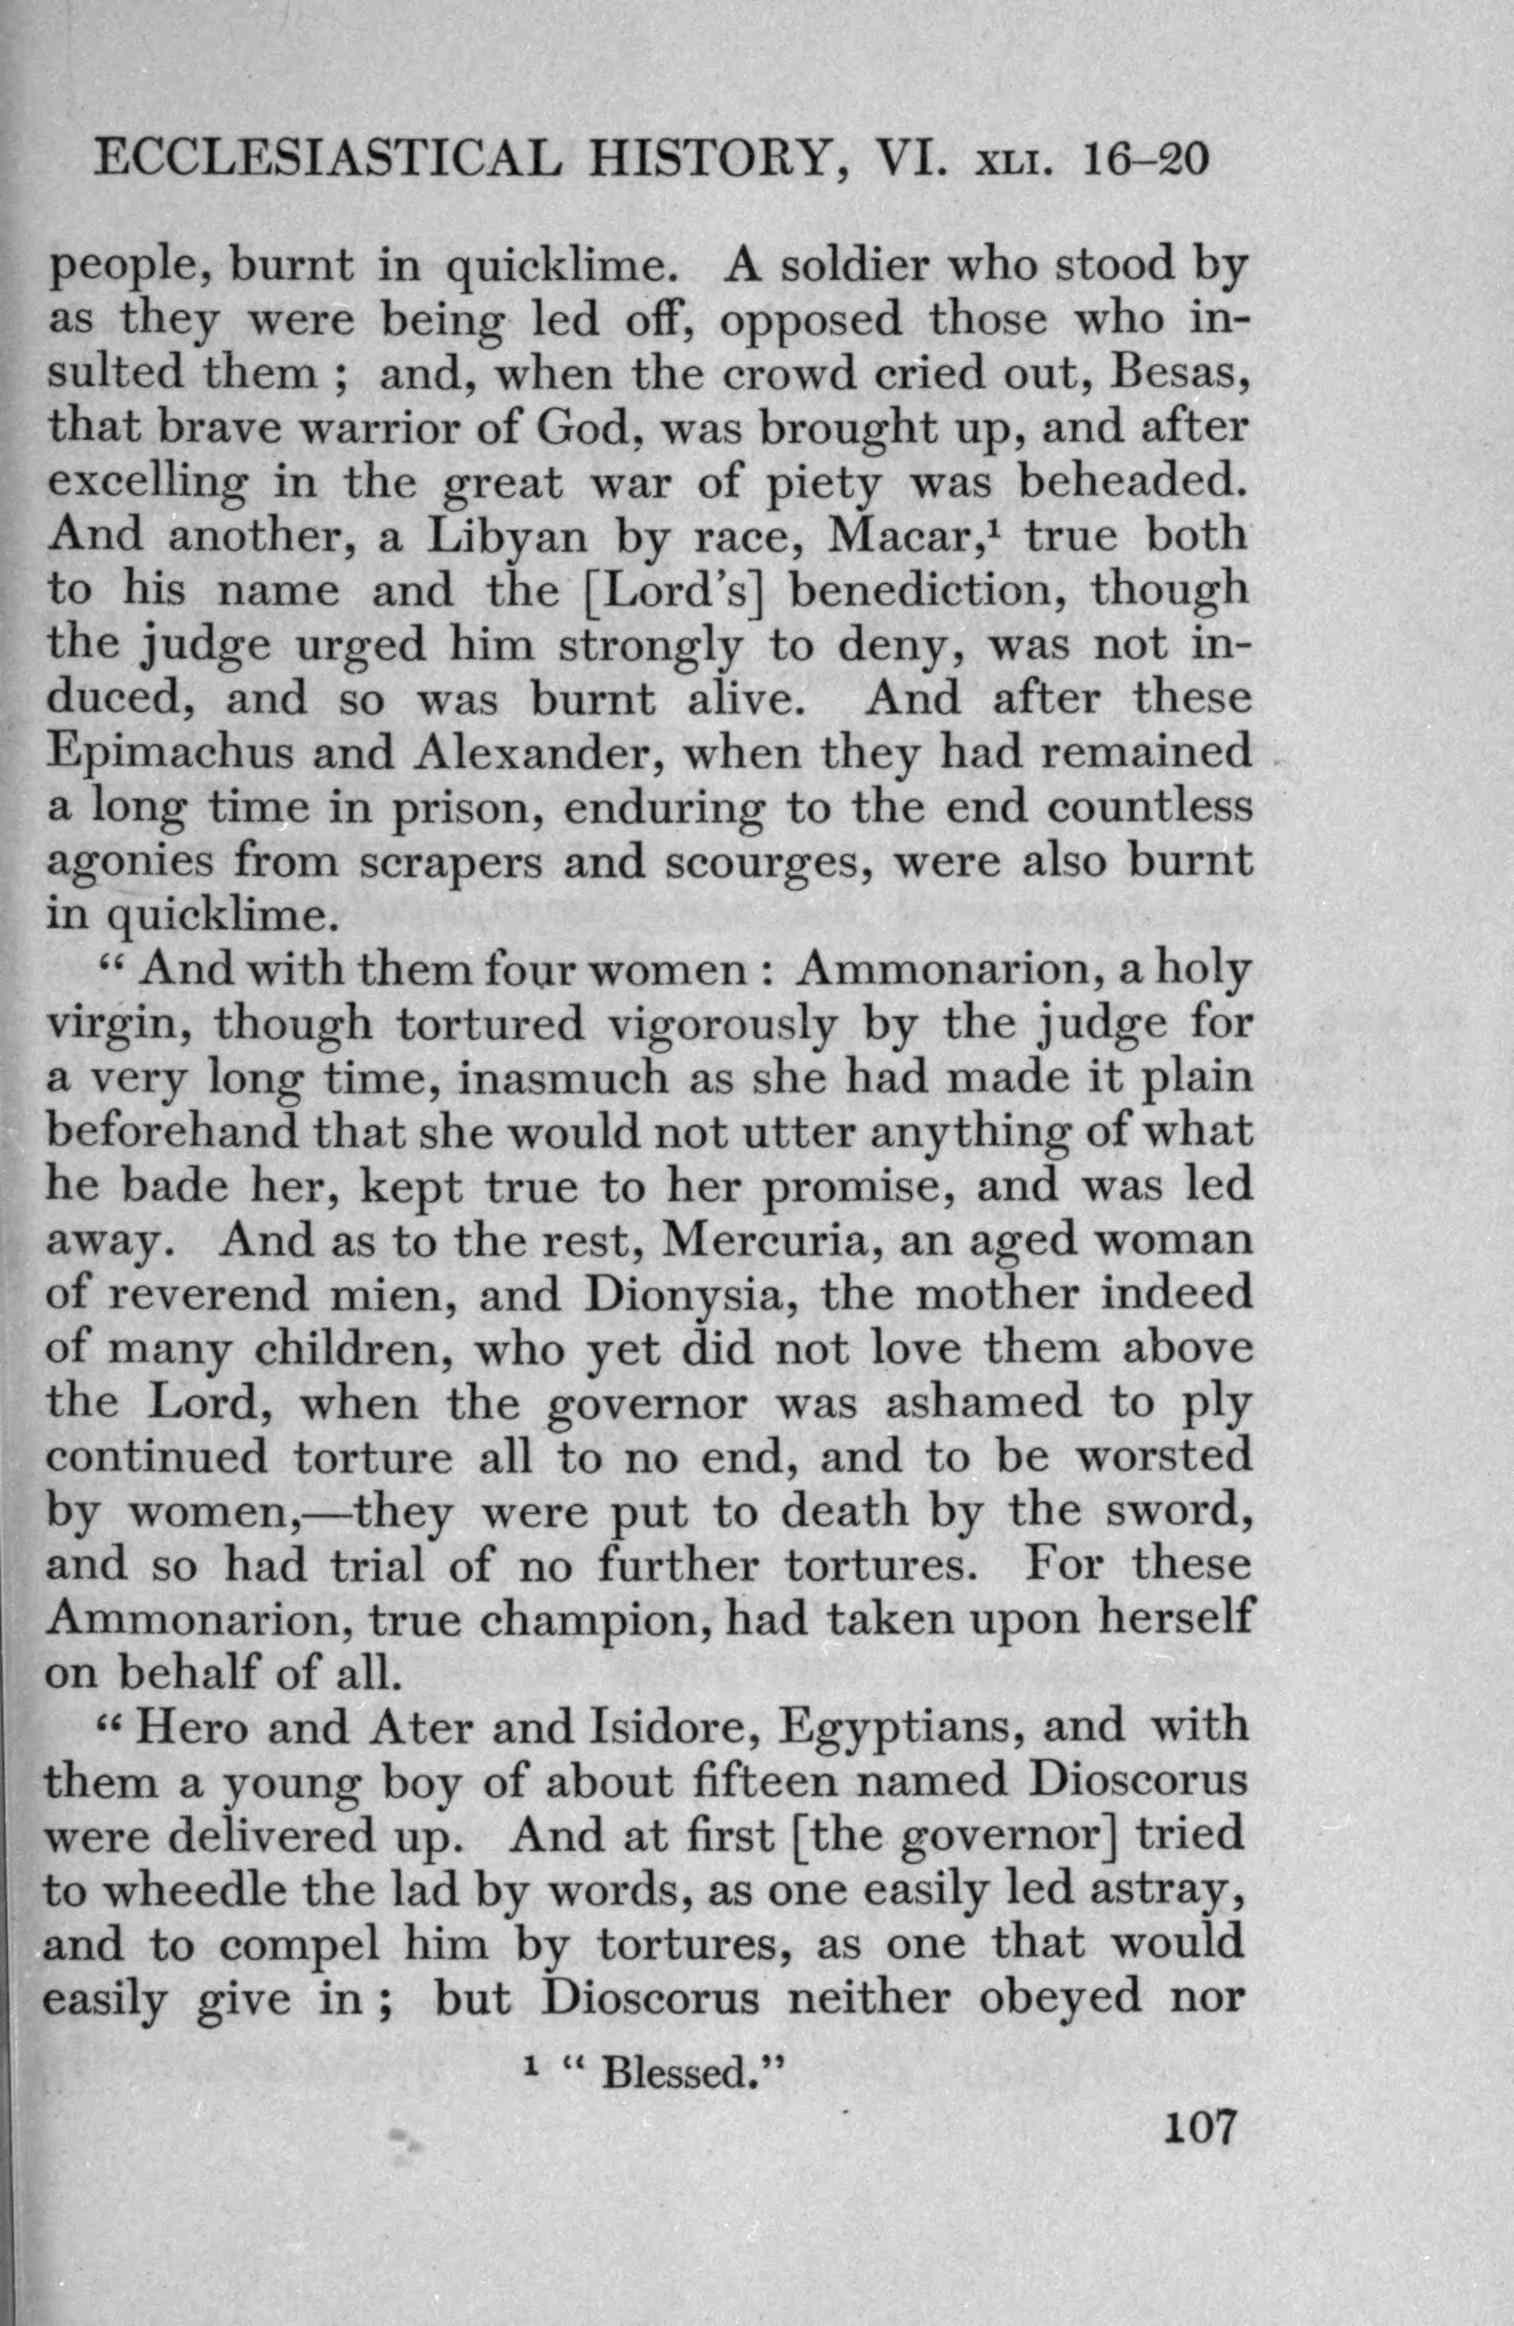 ECCLESIASTICAL HISTORY, VI. XLI. 16–20
people, burnt in quicklime. A soldier who stood by
as they were being led off, opposed those who in-
sulted them ; and, when the crowd cried out, Besas,
that brave warrior of God, was brought up, and after
excelling in the great war of piety was beheaded.
And another, a Libyan by race, Macar,¹ true both
to his name and the [Lord's] benediction, though
the judge urged him strongly to deny, was not in-
duced, and so was burnt alive. And after these
Epimachus and Alexander, when they had remained
a long time in prison, enduring to the end countless
agonies from scrapers and scourges, were also burnt
in quicklime.
“ And with them four women : Ammonarion, a holy
virgin, though tortured vigorously by the judge for
a very long time, inasmuch as she had made it plain
beforehand that she would not utter anything of what
he bade her, kept true to her promise, and was led
away. And as to the rest, Mercuria, an aged woman
of reverend mien, and Dionysia, the mother indeed
of many children, who yet did not love them above
the Lord, when the governor was ashamed to ply
continued torture all to no end, and to be worsted
by women,—they were put to death by the sword,
and so had trial of no further tortures. For these
Ammonarion, true champion, had taken upon herself
on behalf of all.
“ Hero and Ater and Isidore, Egyptians, and with
them a young boy of about fifteen named Dioscorus
were delivered up. And at first [the governor] tried
to wheedle the lad by words, as one easily led astray,
and to compel him by tortures, as one that would
easily give in ; but Dioscorus neither obeyed nor
¹ “ Blessed.”
107